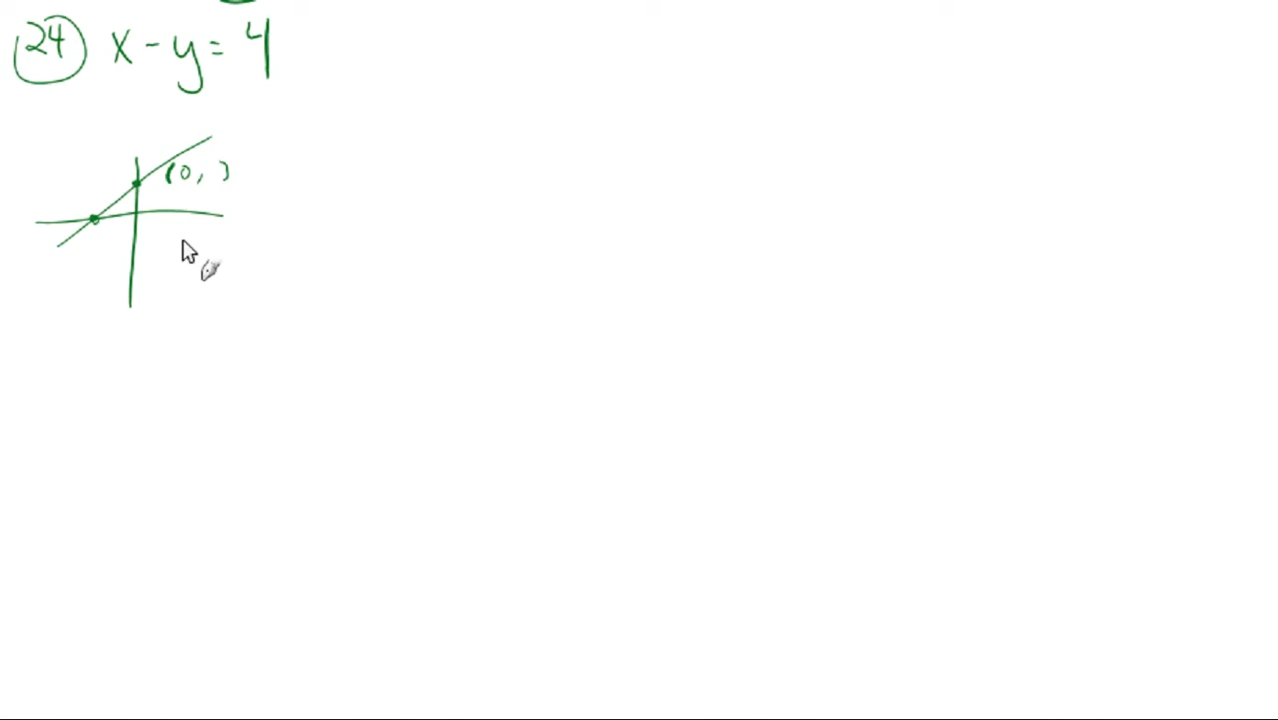 24 x - y = 4
(0, )